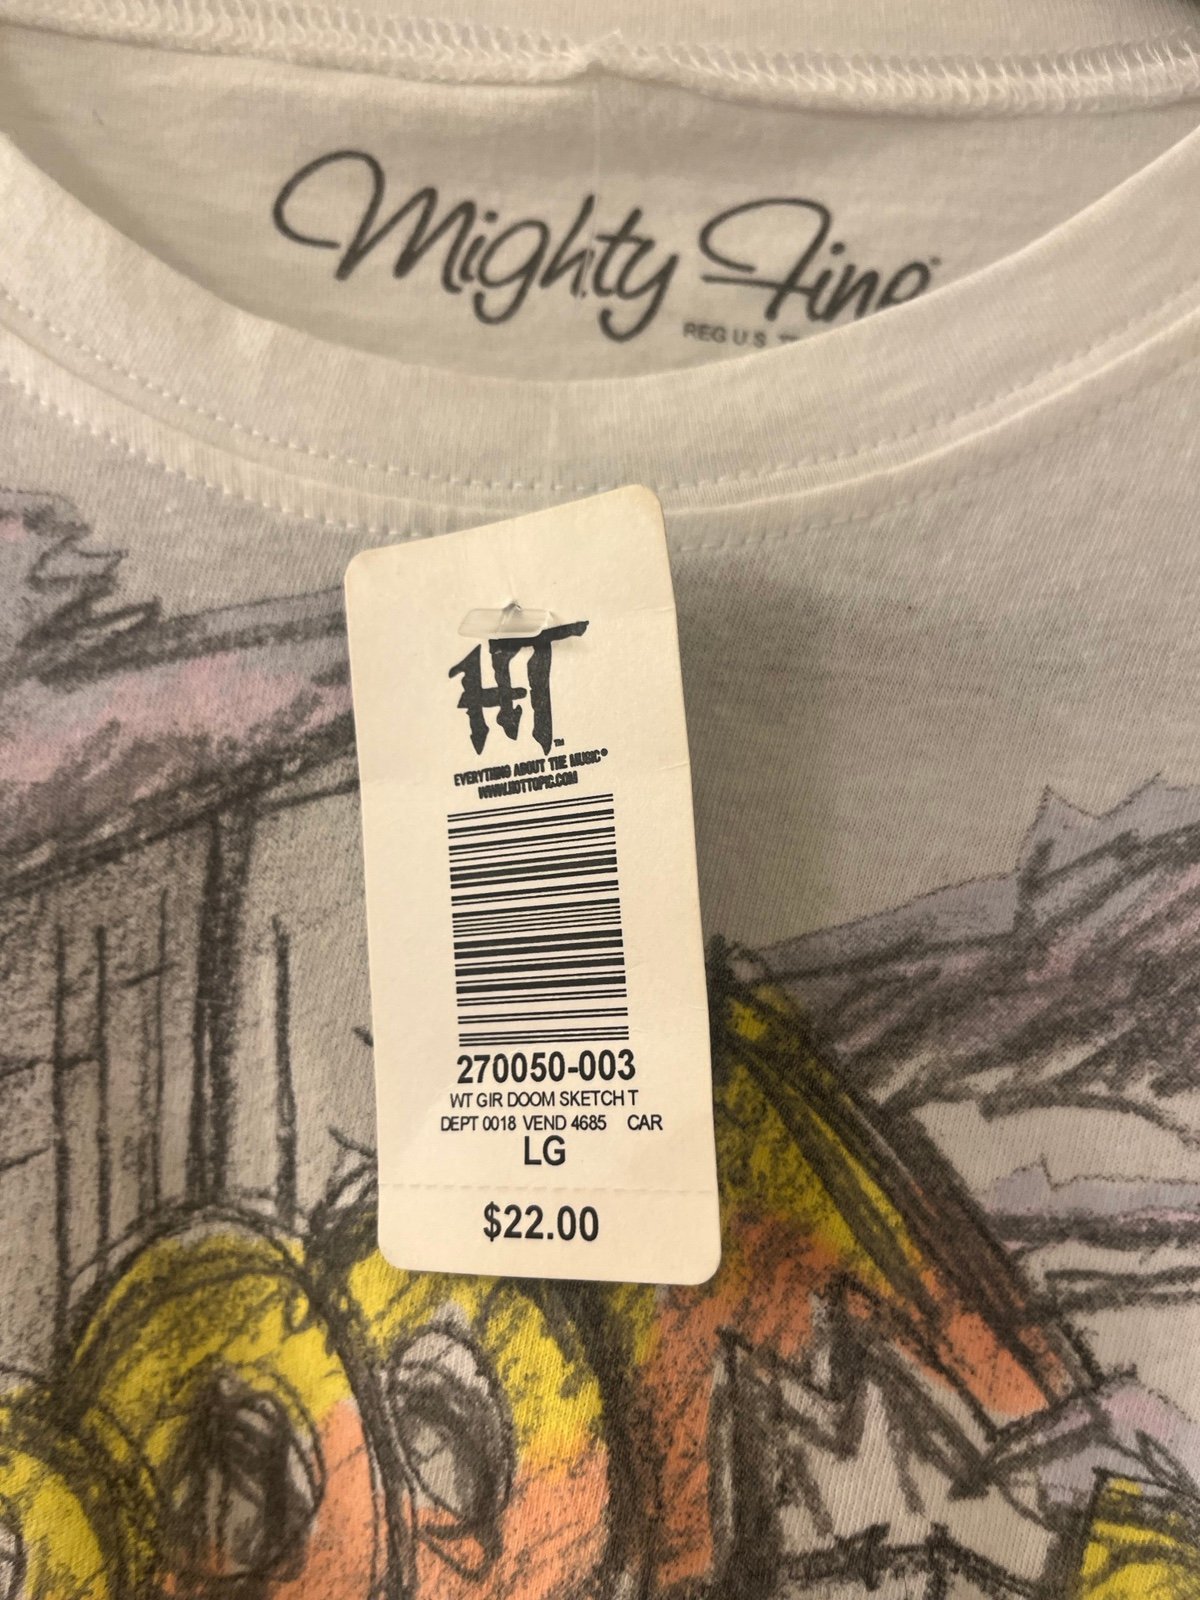 Mighty Fine
REG U.S.
HT™
EVERYTHING ABOUT THE MUSIC®
WWW.HOTTOPIC.COM
270050-003
WT GIR DOOM SKETCH T
DEPT 0018 VEND 4685 CAR
LG
$22.00